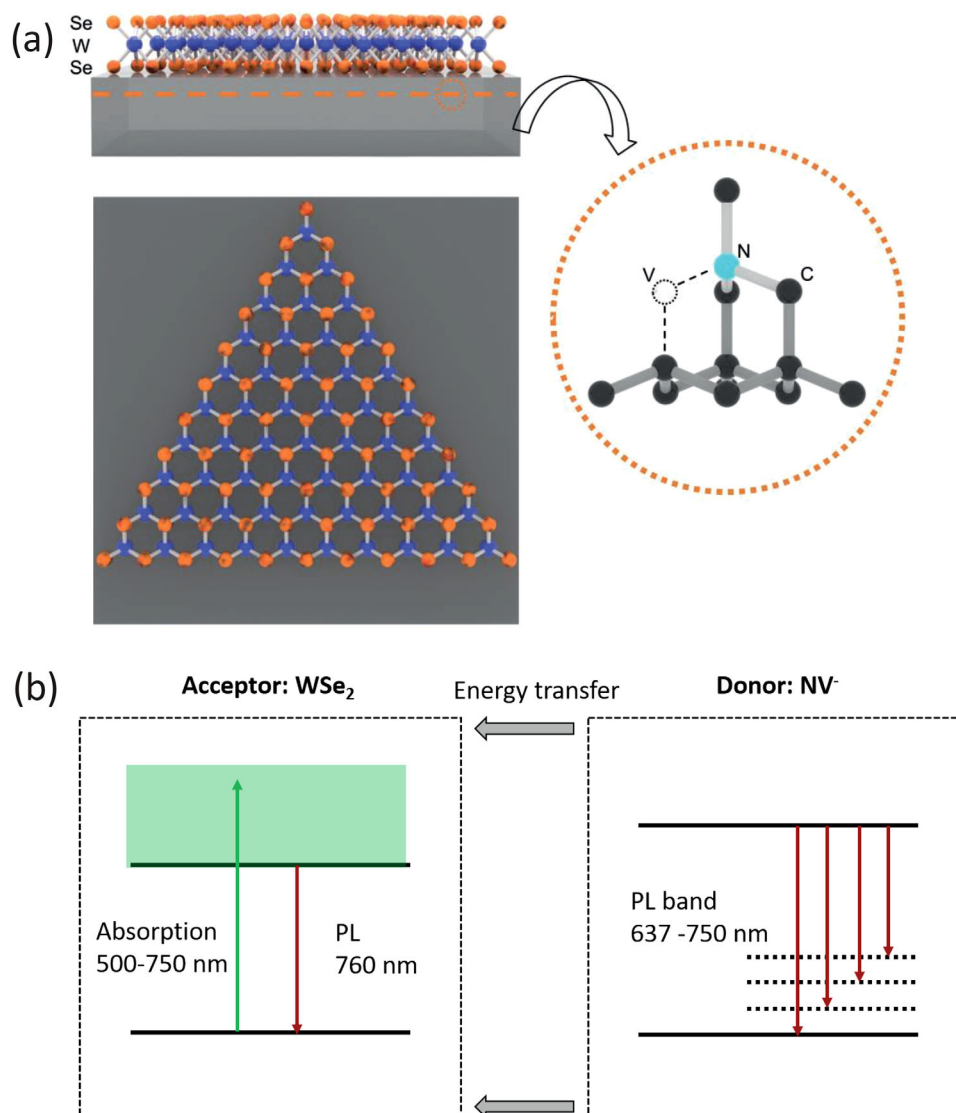 (a)
Se
W
Se
N
V
C
(b)
Acceptor: WSe₂
Energy transfer
Donor: NV⁻
Absorption
500-750 nm
PL
760 nm
PL band
637 -750 nm